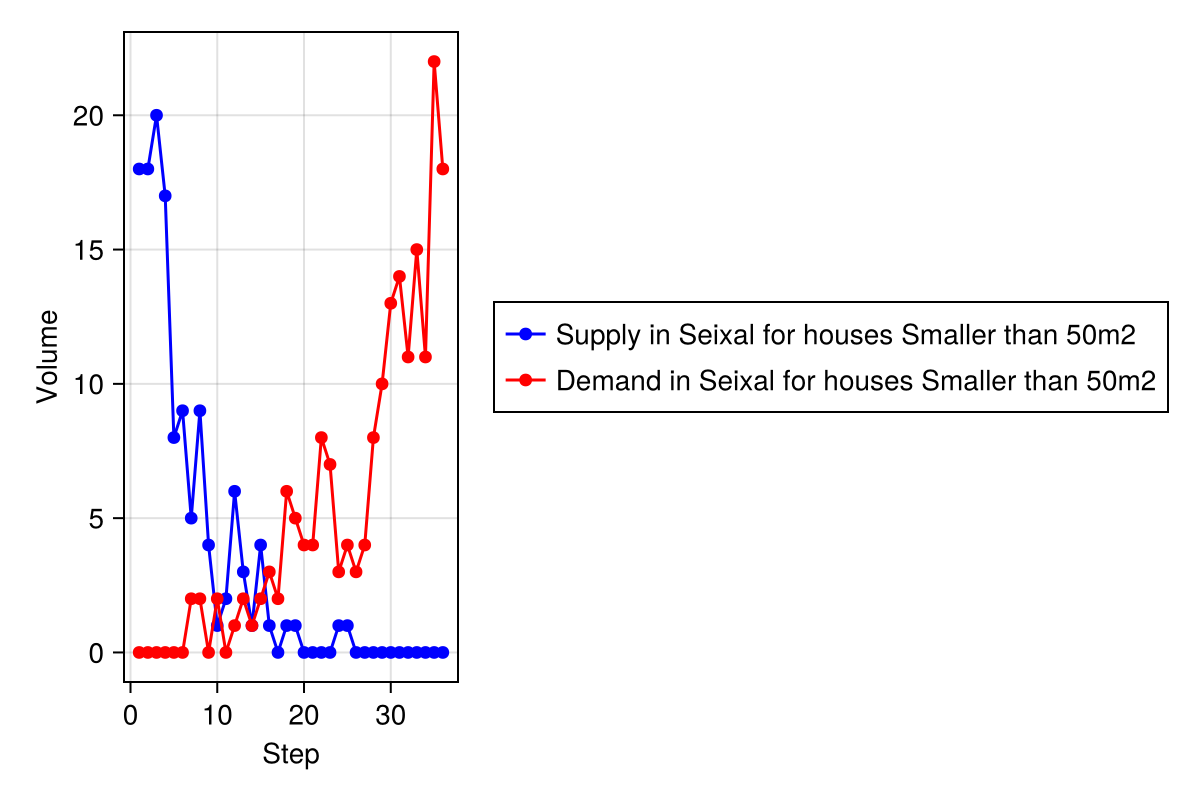 20
15
10
5
0
Volume
0 10 20 30
Step
Supply in Seixal for houses Smaller than 50m2
Demand in Seixal for houses Smaller than 50m2